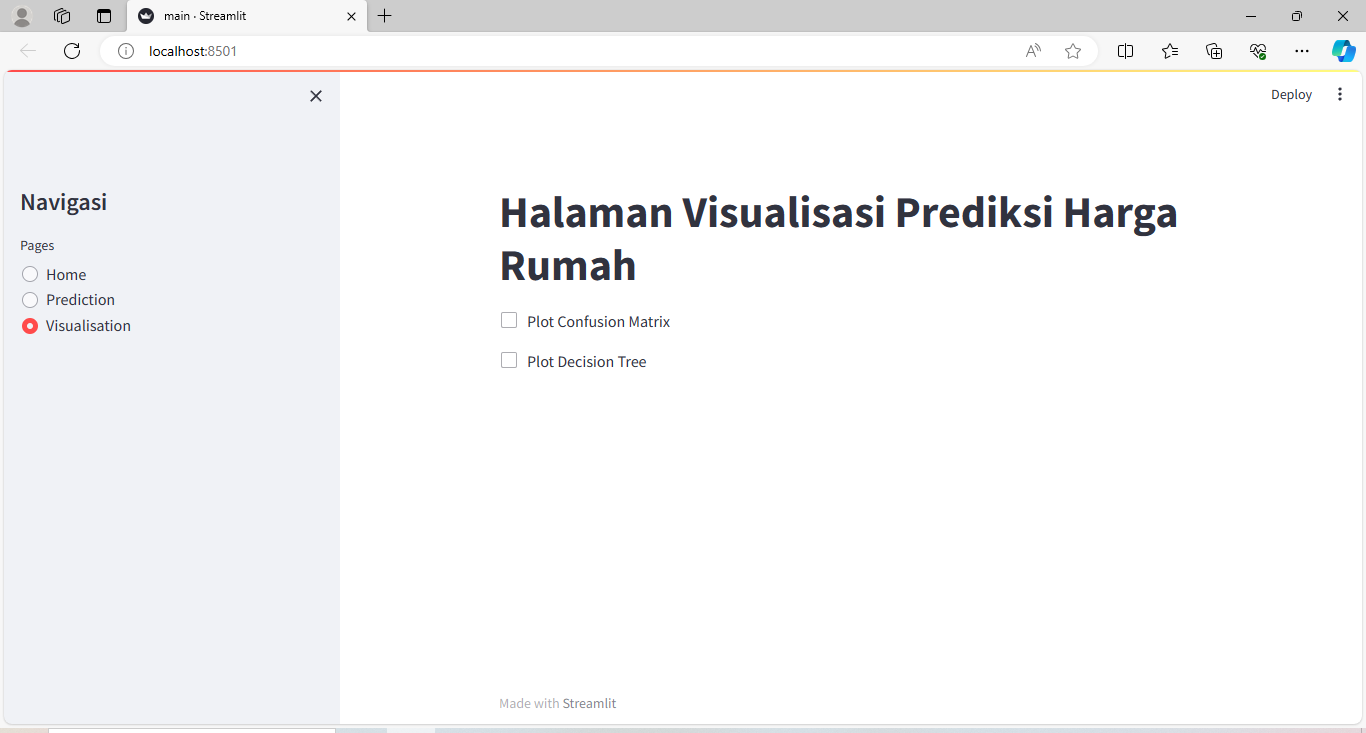 main · Streamlit
localhost:8501
Deploy
Navigasi
Pages
Home
Prediction
Visualisation
Halaman Visualisasi Prediksi Harga
Rumah
Plot Confusion Matrix
Plot Decision Tree
Made with Streamlit